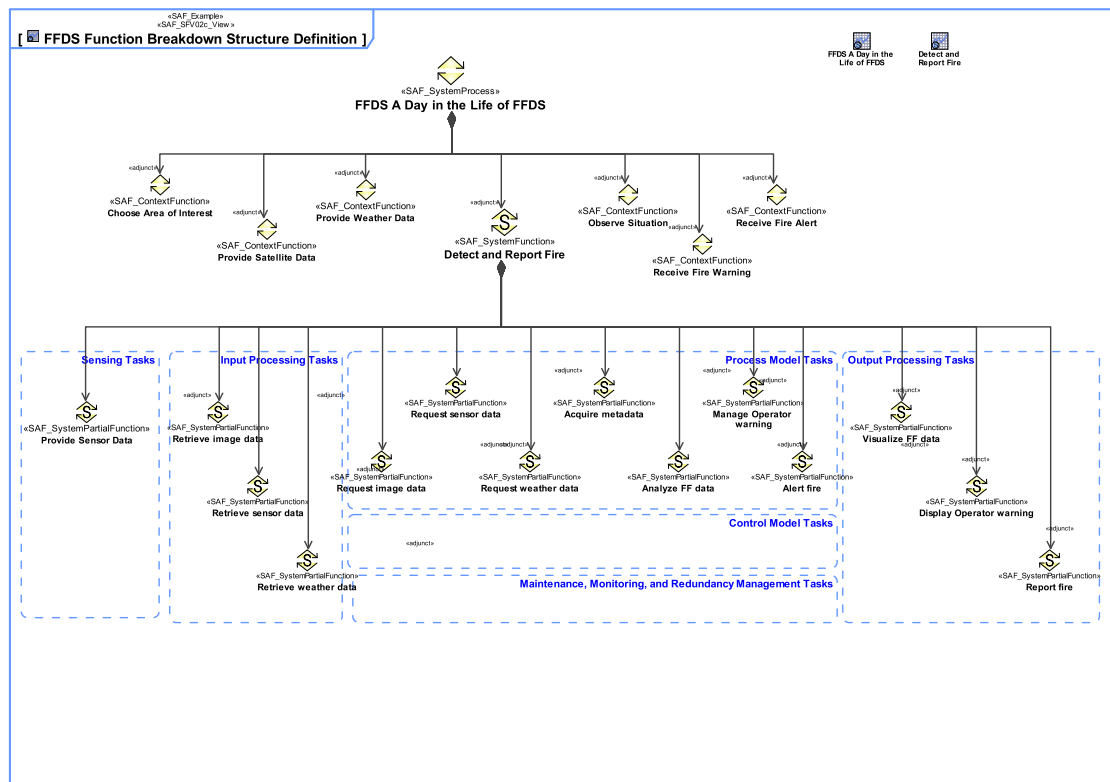 «SAF_Example»
«SAF_SFV02c_View »
[ FFDS Function Breakdown Structure Definition ]
FFDS A Day in the
Life of FFDS
Detect and
Report Fire
«SAF_SystemProcess»
FFDS A Day in the Life of FFDS
«adjunct»
«SAF_ContextFunction»
Choose Area of Interest
«adjunct»
«SAF_ContextFunction»
Provide Satellite Data
«adjunct»
«SAF_ContextFunction»
Provide Weather Data
«adjunct»
S
«SAF_SystemFunction»
Detect and Report Fire
«adjunct»
«SAF_ContextFunction»
Observe Situation
«adjunct»
«SAF_ContextFunction»
Receive Fire Warning
«adjunct»
«SAF_ContextFunction»
Receive Fire Alert
Sensing Tasks
«adjunct»
S
«SAF_SystemPartialFunction»
Provide Sensor Data
Input Processing Tasks
«adjunct»
S
«SAF_SystemPartialFunction»
Retrieve image data
S
«SAF_SystemPartialFunction»
Retrieve sensor data
«adjunct»
S
«SAF_SystemPartialFunction»
Retrieve weather data
Process Model Tasks
«adjunct»
S
«SAF_SystemPartialFunction»
Request sensor data
«adjunct»
S
«SAF_SystemPartialFunction»
Acquire metadata
«adjunct»
«adjunct»
S
«SAF_SystemPartialFunction»
Manage Operator
warning
«adjunct»
S
«SAF_SystemPartialFunction»
Request image data
«adjunct»
«adjunct»
S
«SAF_SystemPartialFunction»
Request weather data
S
«SAF_SystemPartialFunction»
Analyze FF data
«adjunct»
S
«SAF_SystemPartialFunction»
Alert fire
Control Model Tasks
«adjunct»
Maintenance, Monitoring, and Redundancy Management Tasks
Output Processing Tasks
«adjunct»
S
«SAF_SystemPartialFunction»
Visualize FF data
«adjunct»
«adjunct»
S
«SAF_SystemPartialFunction»
Display Operator warning
«adjunct»
S
«SAF_SystemPartialFunction»
Report fire